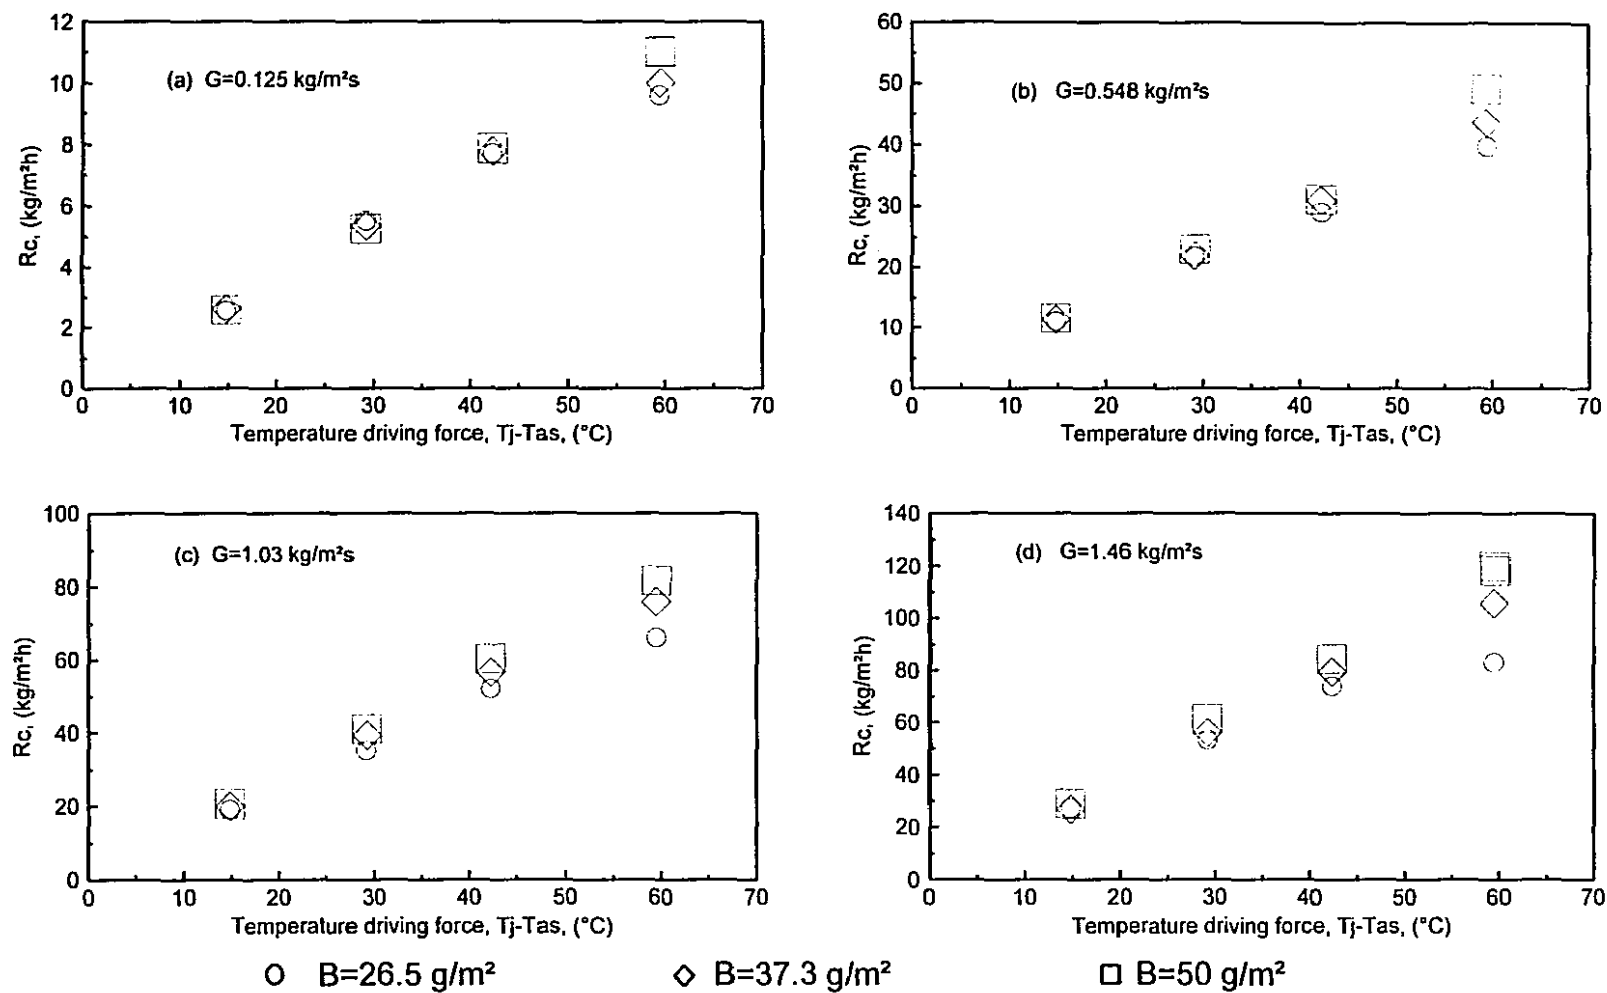 12
10
8
6
4
2
0
Rc, (kg/m²h)
(a) G=0.125 kg/m²s
0 10 20 30 40 50 60 70
Temperature driving force, Tj-Tas, (°C)
60
50
40
30
20
10
0
Rc, (kg/m²h)
(b) G=0.548 kg/m²s
0 10 20 30 40 50 60 70
Temperature driving force, Tj-Tas, (°C)
100
80
60
40
20
0
Rc, (kg/m²h)
(c) G=1.03 kg/m²s
0 10 20 30 40 50 60 70
Temperature driving force, Tj-Tas, (°C)
140
120
100
80
60
40
20
0
Rc, (kg/m²h)
(d) G=1.46 kg/m²s
0 10 20 30 40 50 60 70
Temperature driving force, Tj-Tas, (°C)
B=26.5 g/m² B=37.3 g/m² B=50 g/m²